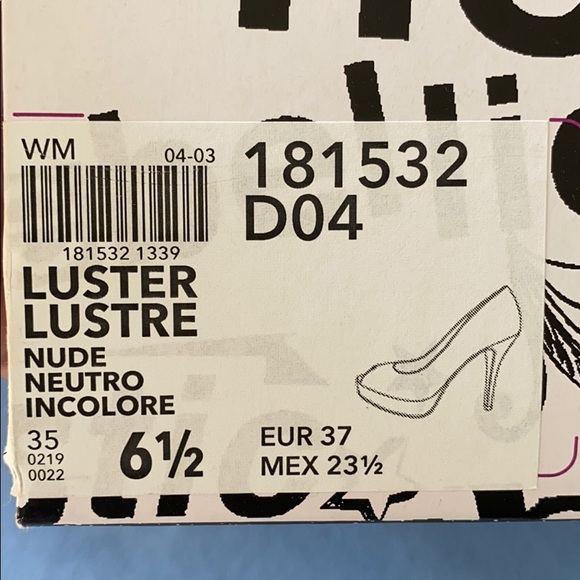 WM 04-03
181532 1339
181532
D04
LUSTER
LUSTRE
NUDE
NEUTRO
INCOLORE
35
0219
0022
6½
EUR 37
MEX 23½